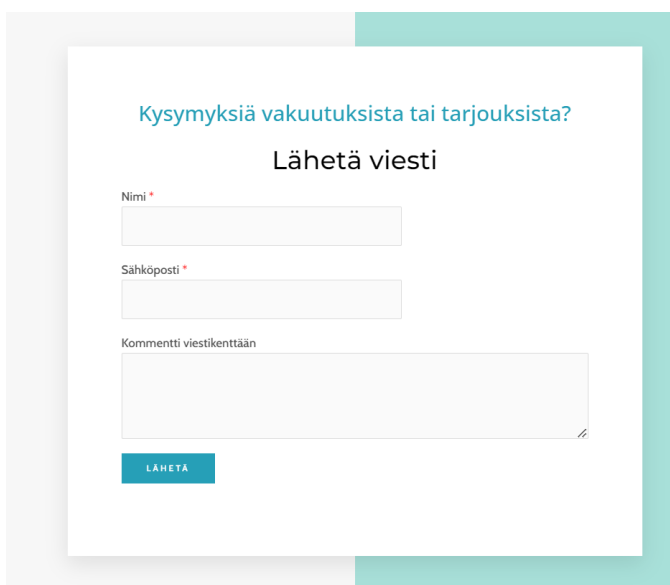 Kysymyksiä vakuutuksista tai tarjouksista?
Lähetä viesti
Nimi *
Sähköposti *
Kommentti viestikenttään
LÄHETÄ